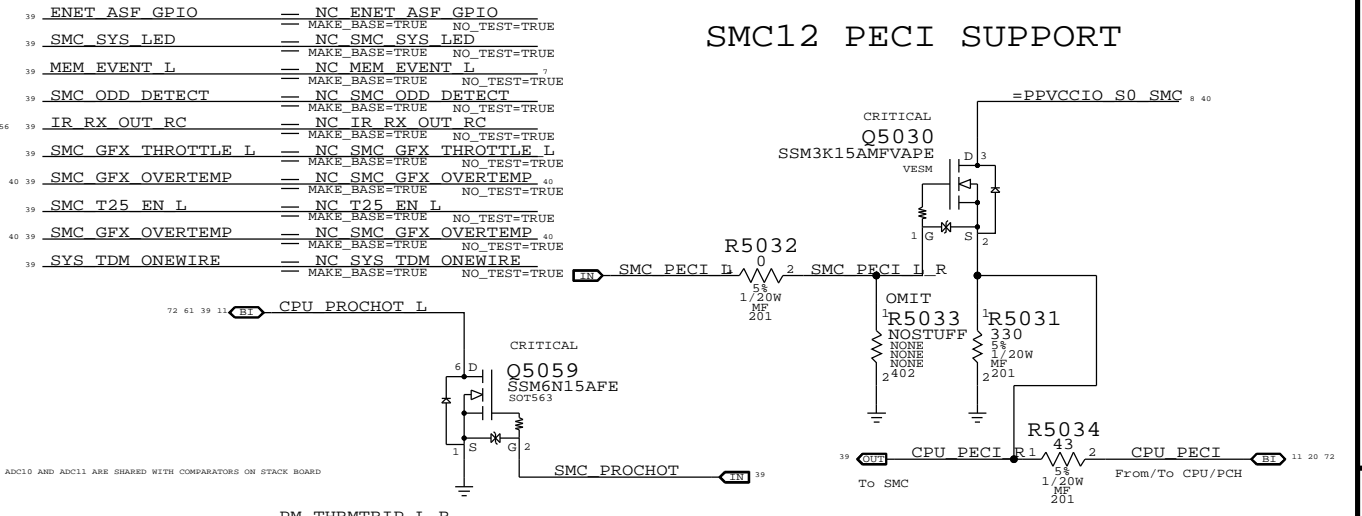 SMC12 PECI SUPPORT
39 ENET_ASF_GPIO NC_ENET_ASF_GPIO
MAKE_BASE=TRUE NO_TEST=TRUE
39 SMC_SYS_LED NC_SMC_SYS_LED
MAKE_BASE=TRUE NO_TEST=TRUE
39 MEM_EVENT_L NC_MEM_EVENT_L 7
MAKE_BASE=TRUE NO_TEST=TRUE
39 SMC_ODD_DETECT NC_SMC_ODD_DETECT
MAKE_BASE=TRUE NO_TEST=TRUE
56 39 IR_RX_OUT_RC NC_IR_RX_OUT_RC
MAKE_BASE=TRUE NO_TEST=TRUE
39 SMC_GFX_THROTTLE_L NC_SMC_GFX_THROTTLE_L
MAKE_BASE=TRUE NO_TEST=TRUE
40 39 SMC_GFX_OVERTEMP NC_SMC_GFX_OVERTEMP 40
MAKE_BASE=TRUE NO_TEST=TRUE
39 SMC_T25_EN_L NC_T25_EN_L
MAKE_BASE=TRUE NO_TEST=TRUE
40 39 SMC_GFX_OVERTEMP NC_SMC_GFX_OVERTEMP 40
MAKE_BASE=TRUE NO_TEST=TRUE
39 SYS_TDM_ONEWIRE NC_SYS_TDM_ONEWIRE
MAKE_BASE=TRUE NO_TEST=TRUE
=PPVCCIO_S0_SMC 8 40
CRITICAL
Q5030
SSM3K15AMFVAPE
VESM
D 3
1 G S 2
IN SMC_PECI_L
R5032
0
1 2
5%
1/20W
MF
201
SMC_PECI_L_R
OMIT
1
R5033
NOSTUFF
NONE
NONE
NONE
402
2
1
R5031
330
5%
1/20W
MF
201
2
72 61 39 11 BI CPU_PROCHOT_L
CRITICAL
Q5059
SSM6N15AFE
SOT563
6 D
1 S G 2
SMC_PROCHOT IN 39
39 OUT CPU_PECI_R
To SMC
R5034
43
1 2
5%
1/20W
MF
201
CPU_PECI BI 11 20 72
From/To CPU/PCH
ADC10 AND ADC11 ARE SHARED WITH COMPARATORS ON STACK BOARD
PM_THRMTRIP_L_R